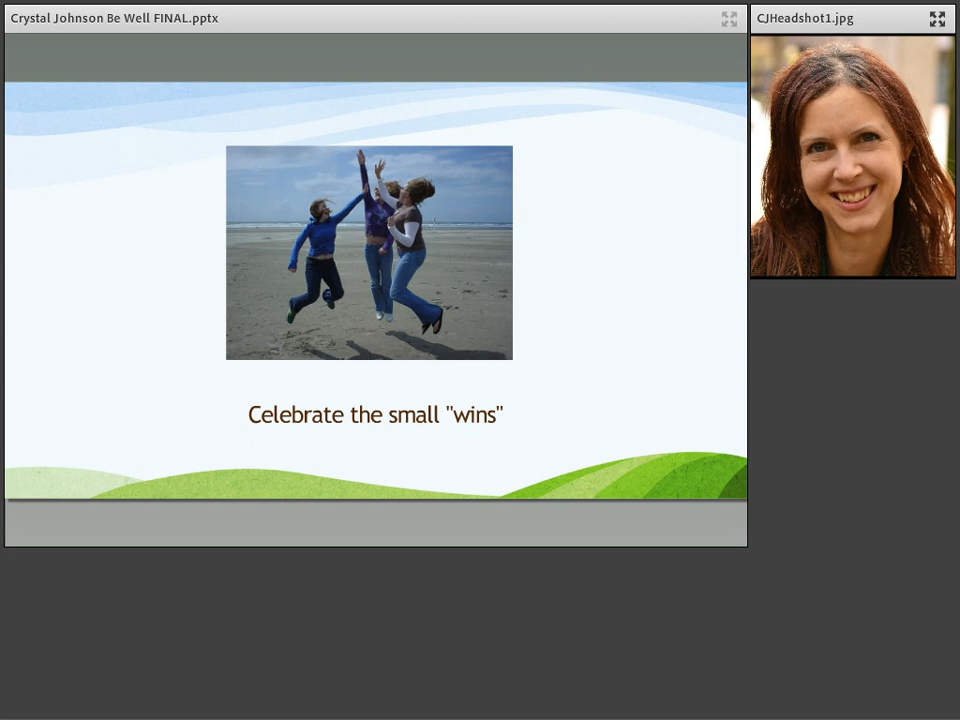 Crystal Johnson Be Well FINAL.pptx
CJHeadshot1.jpg
Celebrate the small "wins"